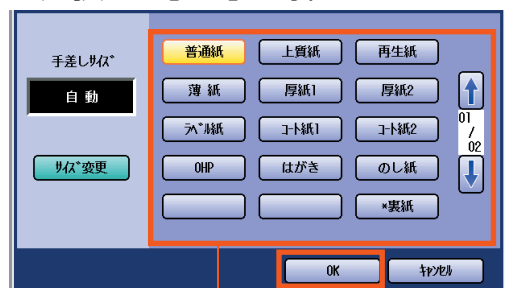 手差しｻｲｽﾞ
自 動
ｻｲｽﾞ変更
普通紙 上質紙 再生紙
薄 紙 厚紙1 厚紙2
ﾗﾍﾞﾙ紙 ｺｰﾄ紙1 ｺｰﾄ紙2
OHP はがき のし紙
*裏紙
01
/
02
OK ｷｬﾝｾﾙ